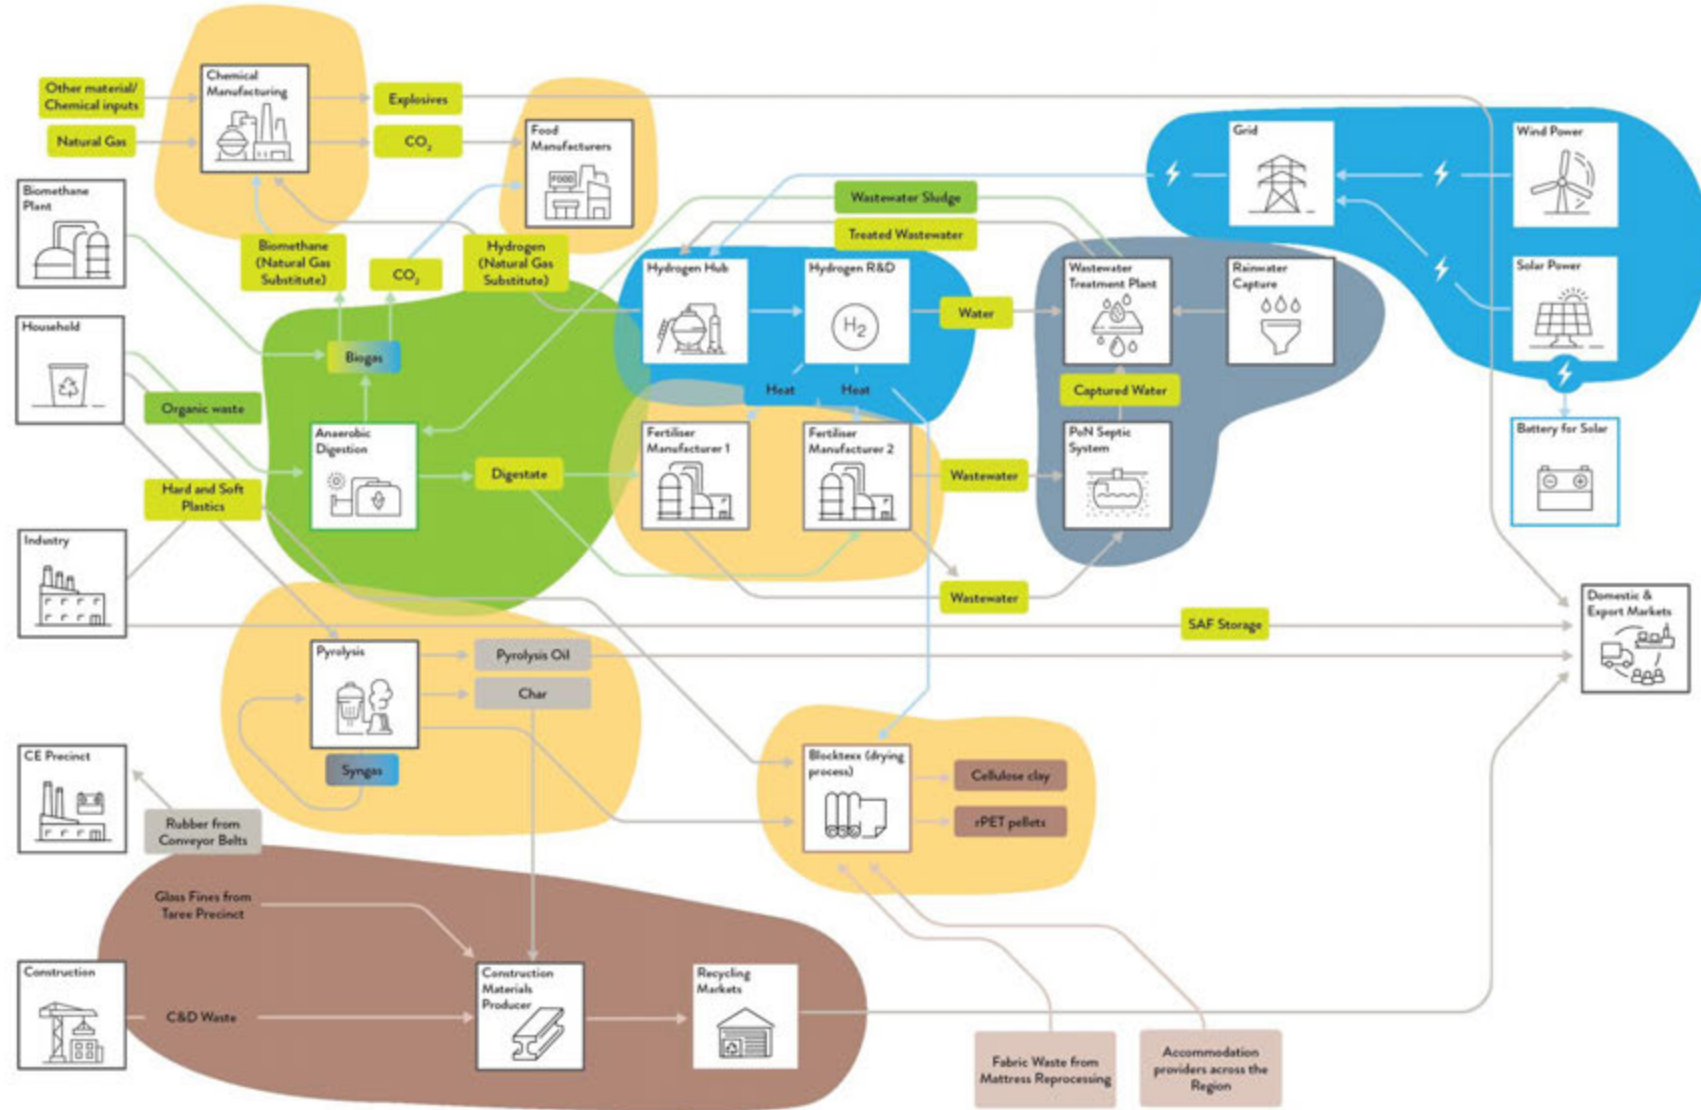 Chemical
Manufacturing
Other material/
Chemical inputs
Natural Gas
Explosives
CO₂
Food
Manufacturers
FOOD
Grid
Wind Power
Biomethane
Plant
Wastewater Sludge
Treated Wastewater
Biomethane
(Natural Gas
Substitute)
CO₂
Hydrogen
(Natural Gas
Substitute)
Hydrogen Hub
Hydrogen R&D
H₂
Water
Wastewater
Treatment Plant
Rainwater
Capture
Solar Power
Household
Biogas
Heat
Heat
Captured Water
Organic waste
Anaerobic
Digestion
Digestate
Fertiliser
Manufacturer 1
Fertiliser
Manufacturer 2
Wastewater
PoN Septic
System
Battery for Solar
Hard and Soft
Plastics
Industry
Wastewater
SAF Storage
Domestic &
Export Markets
Pyrolysis
Pyrolysis Oil
Char
Syngas
CE Precinct
Rubber from
Conveyor Belts
Blocktexx (drying
process)
Cellulose clay
rPET pellets
Glass Fines from
Taree Precinct
Construction
C&D Waste
Construction
Materials
Producer
Recycling
Markets
Fabric Waste from
Mattress Reprocessing
Accommodation
providers across the
Region